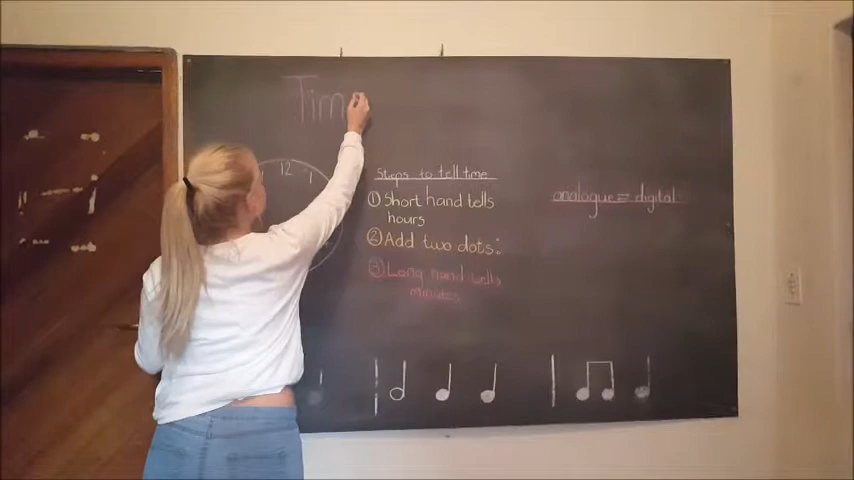 Tim
12
1
Steps to tell time
① Short hand tells
hours
② Add two dots:
③ Long hand tells
minutes
analogue = digital